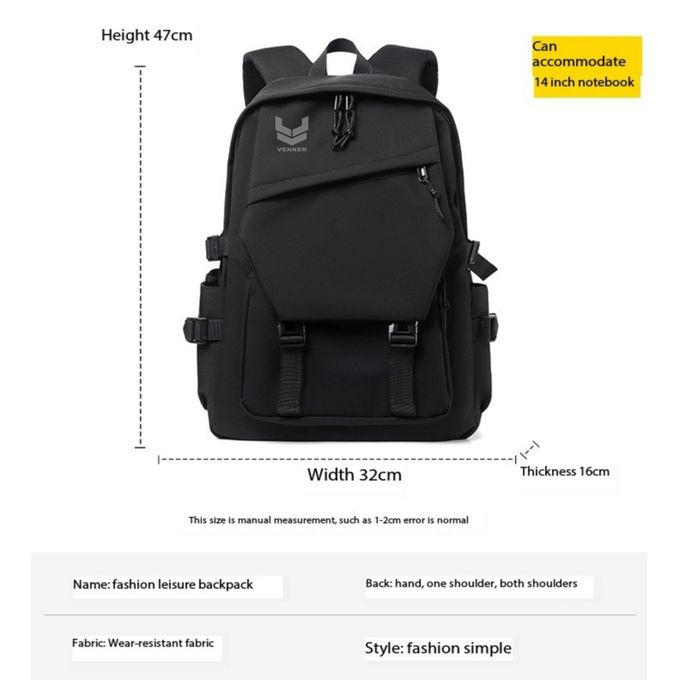 Height 47cm
Can
accommodate
14 inch notebook
VENNER
Width 32cm
Thickness 16cm
This size is manual measurement, such as 1-2cm error is normal
Name: fashion leisure backpack
Back: hand, one shoulder, both shoulders
Fabric: Wear-resistant fabric
Style: fashion simple